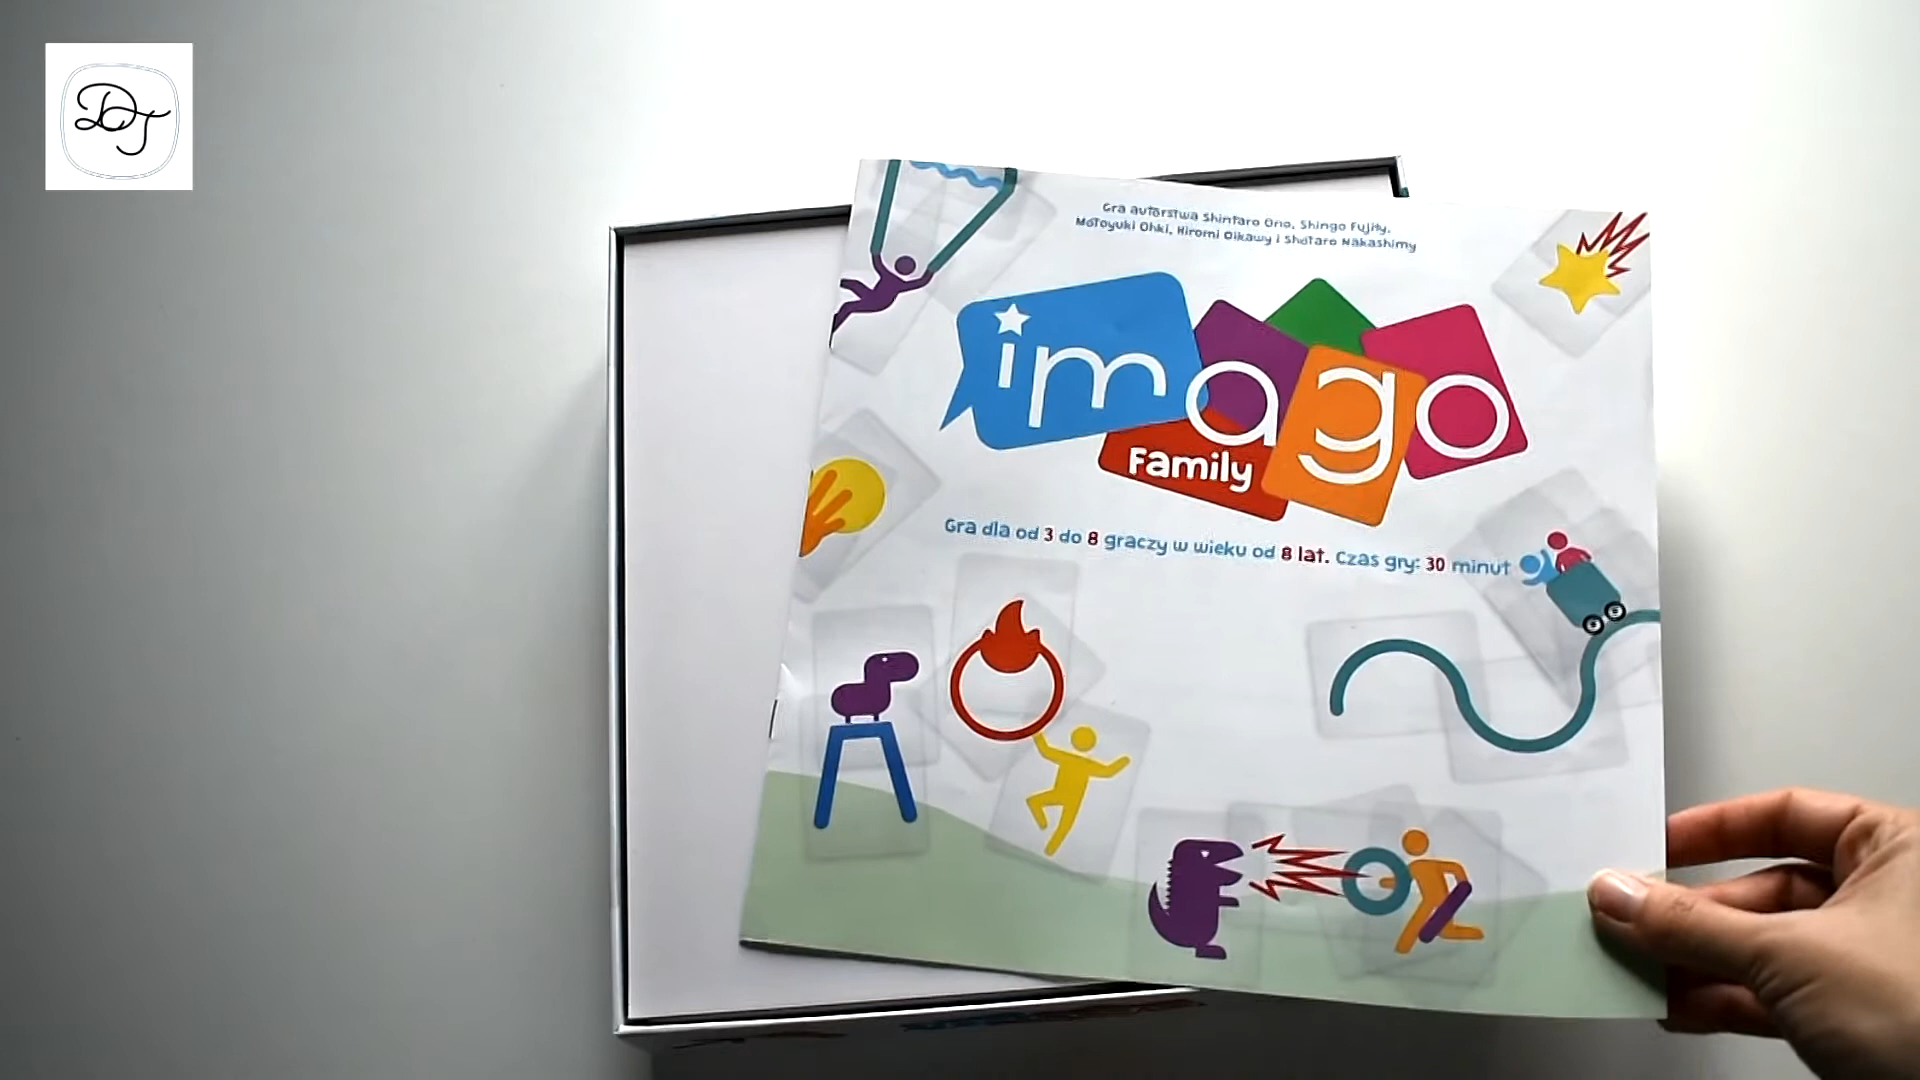 DT
Gra autorstwa Shintaro Ono, Shingo Fujity,
Motoyuki Ohki, Hiromi Oikawy i Shotaro Nakashimy
imago
Family
Gra dla od 3 do 8 graczy w wieku od 8 lat. Czas gry: 30 minut